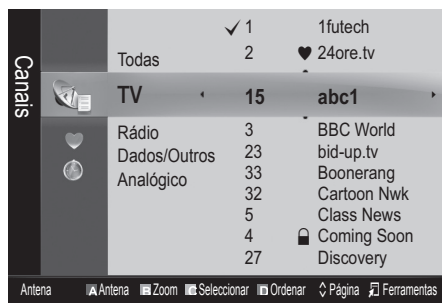 Canais
1 1futech
Todas 2 24ore.tv
TV 15 abc1
Rádio 3 BBC World
Dados/Outros 23 bid-up.tv
Analógico 33 Boonerang
32 Cartoon Nwk
5 Class News
4 Coming Soon
27 Discovery
Antena A Antena B Zoom C Seleccionar D Ordenar Página Ferramentas